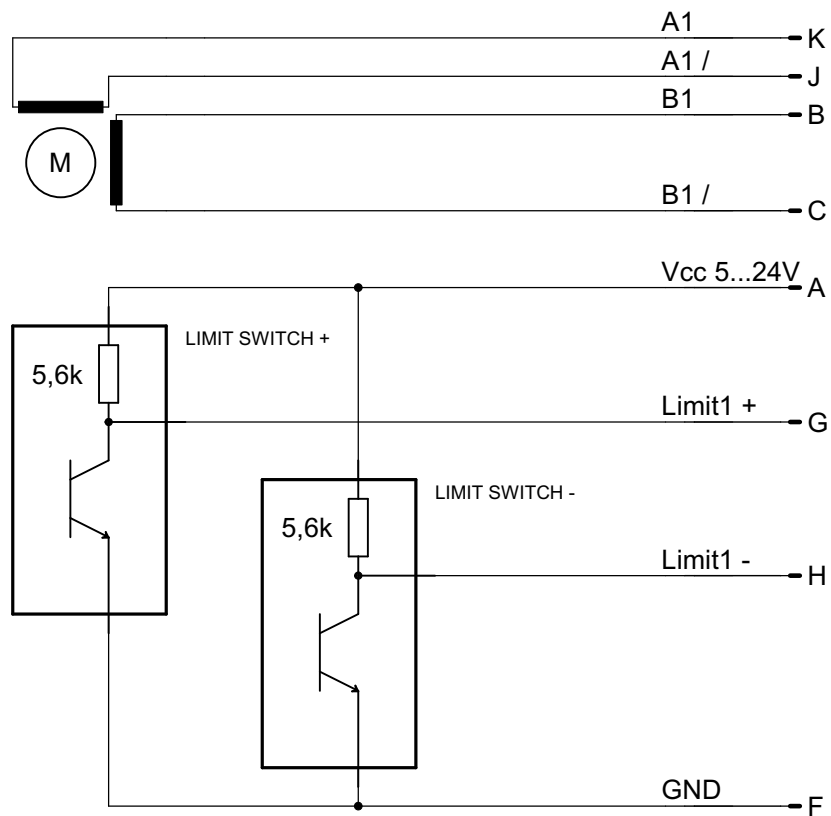 A1 K
A1 / J
B1 B
M
B1 / C
Vcc 5...24V A
LIMIT SWITCH +
5,6k
Limit1 + G
LIMIT SWITCH -
5,6k
Limit1 - H
GND F